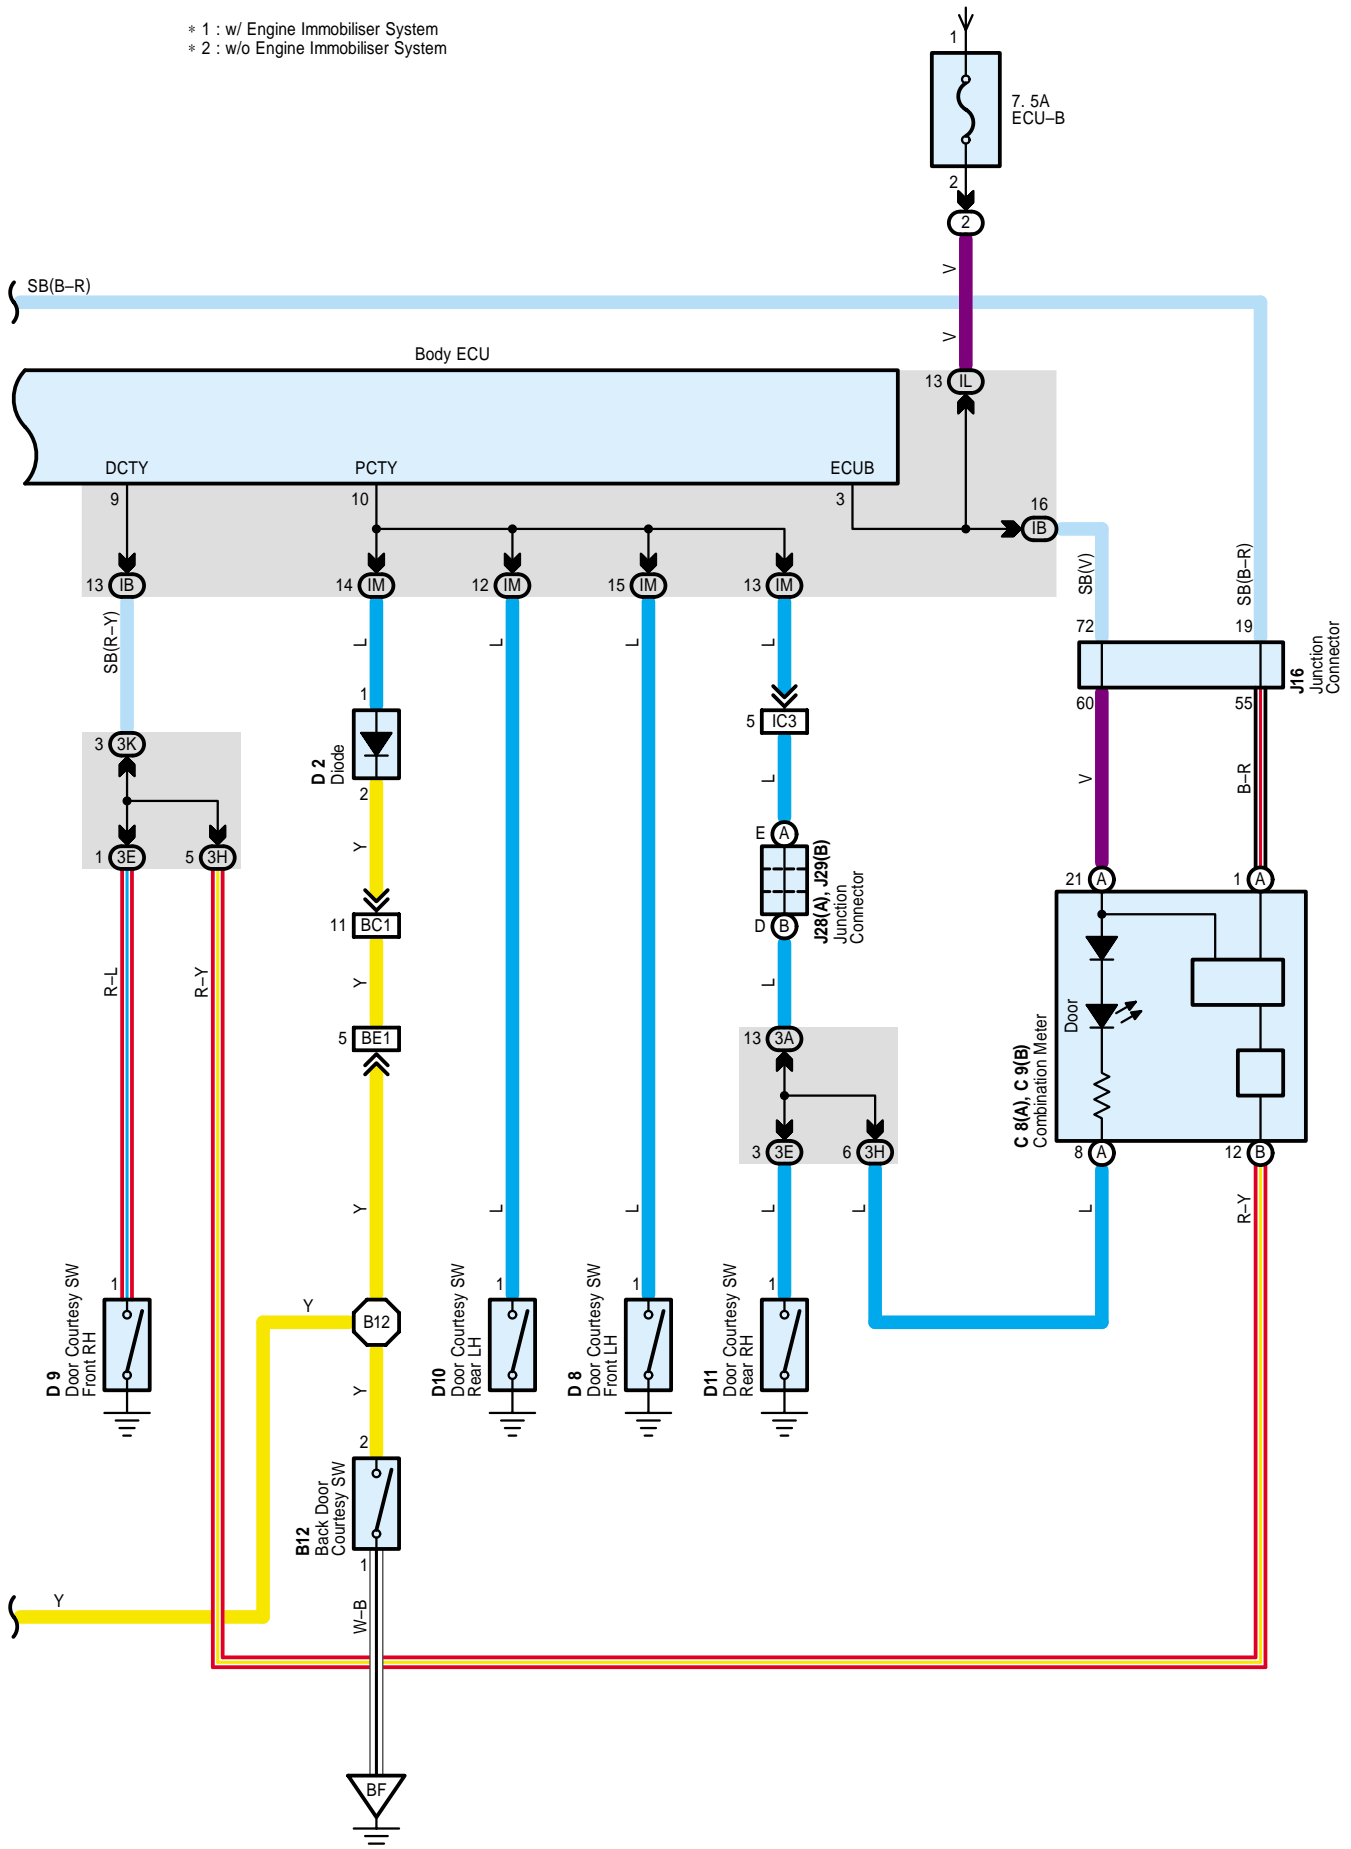 * 1 : w/ Engine Immobiliser System
* 2 : w/o Engine Immobiliser System
1
7. 5A
ECU–B
2
2
V
SB(B–R)
V
Body ECU
13 IL
DCTY
PCTY
ECUB
9
10
3
16
IB
13 IB
14 IM
12 IM
15 IM
13 IM
SB(V)
SB(B–R)
SB(R–Y)
L
L
L
L
72
19
J16
Junction
Connector
60
55
1
5 IC3
3 3K
D 2
Diode
2
L
V
B–R
E A
J28(A), J29(B)
Junction
Connector
D B
Y
1 3E
5 3H
21 A
1 A
11 BC1
R–L
R–Y
Y
L
Door
5 BE1
13 3A
C 8(A), C 9(B)
Combination Meter
3 3E
6 3H
8 A
12 B
Y
L
L
L
L
L
R–Y
1
1
1
1
Y
B12
D 9
Door Courtesy SW
Front RH
D10
Door Courtesy SW
Rear LH
D 8
Door Courtesy SW
Front LH
D11
Door Courtesy SW
Rear RH
Y
2
B12
Back Door
Courtesy SW
1
Y
W–B
BF